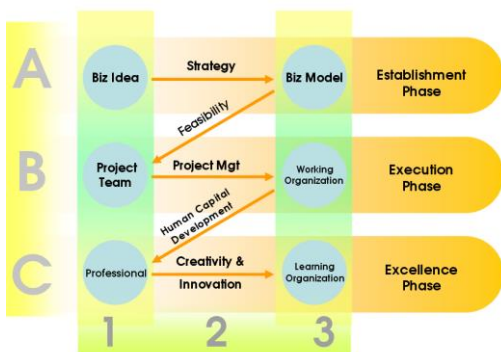 A
Biz Idea
Strategy
Biz Model
Establishment
Phase
Feasibility
B
Project
Team
Project Mgt
Working
Organization
Execution
Phase
Human Capital
Development
C
Professional
Creativity &
Innovation
Learning
Organization
Excellence
Phase
1
2
3